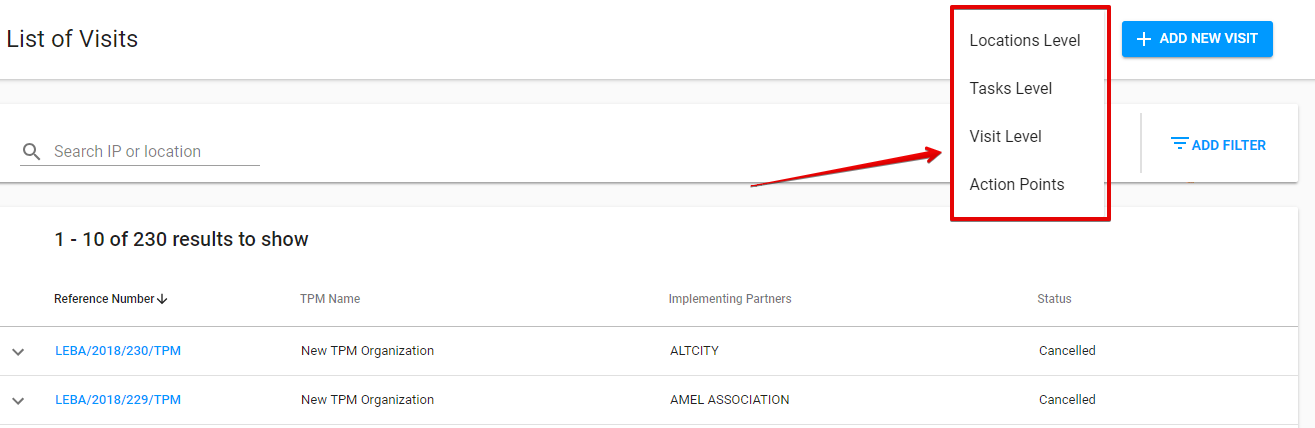 List of Visits
Locations Level
Tasks Level
Visit Level
Action Points
ADD NEW VISIT
Search IP or location
ADD FILTER
1 - 10 of 230 results to show
Reference Number TPM Name Implementing Partners Status
LEBA/2018/230/TPM New TPM Organization ALTCITY Cancelled
LEBA/2018/229/TPM New TPM Organization AMEL ASSOCIATION Cancelled